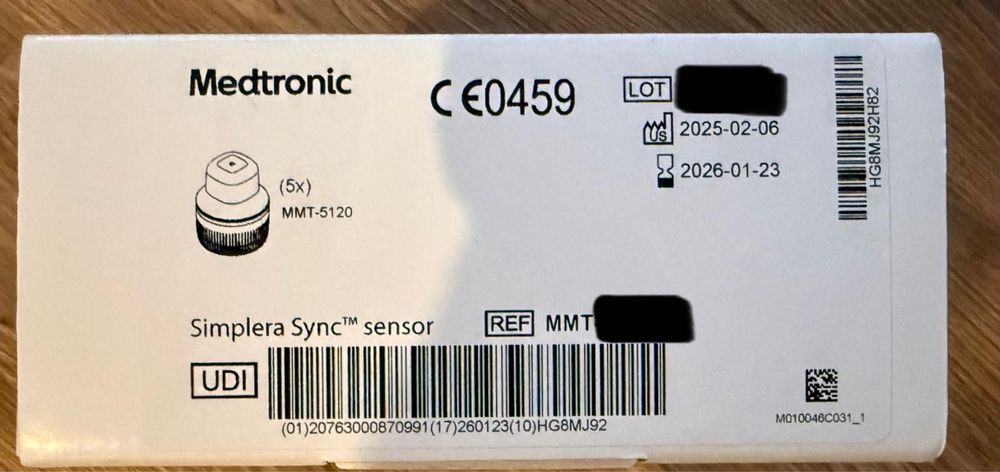 Medtronic
CE0459
LOT
US 2025-02-06
2026-01-23
HG8MJ92H82
(5x)
MMT-5120
Simplera Sync™ sensor
REF MMT
UDI
(01)20763000870991(17)260123(10)HG8MJ92
M010046C031_1